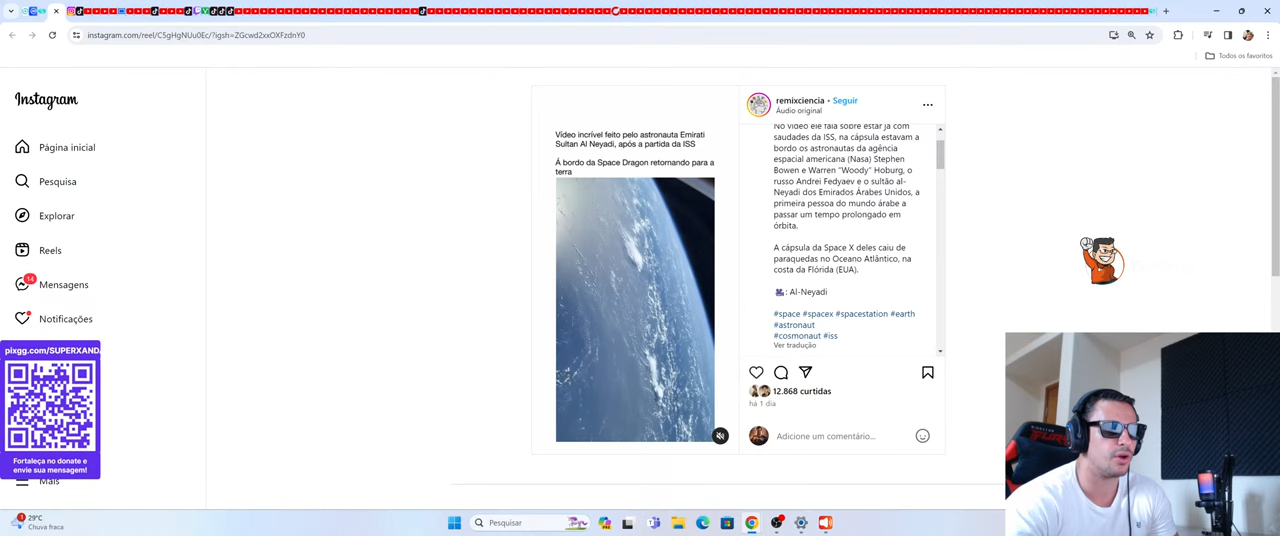 instagram.com/reel/C5gHgNUu0Ec/?igsh=ZGcwd2xxOXFzdnY0
Todos os favoritos
Instagram
Página inicial
Pesquisa
Explorar
Reels
14
Mensagens
Notificações
pixgg.com/SUPERXAND
Fortaleça no donate e
envie sua mensagem!
Mais
Vídeo incrível feito pelo astronauta Emirati
Sultan Al Neyadi, após a partida da ISS
Á bordo da Space Dragon retornando para a
terra
remixciencia • Seguir
Áudio original
No vídeo ele fala sobre estar já com
saudades da ISS, na cápsula estavam a
bordo os astronautas da agência
espacial americana (Nasa) Stephen
Bowen e Warren “Woody” Hoburg, o
russo Andrei Fedyaev e o sultão al-
Neyadi dos Emirados Árabes Unidos, a
primeira pessoa do mundo árabe a
passar um tempo prolongado em
órbita.
A cápsula da Space X deles caiu de
paraquedas no Oceano Atlântico, na
costa da Flórida (EUA).
: Al-Neyadi
#space #spacex #spacestation #earth
#astronaut
#cosmonaut #iss
Ver tradução
12.868 curtidas
há 1 dia
Adicione um comentário...
1
29°C
Chuva fraca
Pesquisar